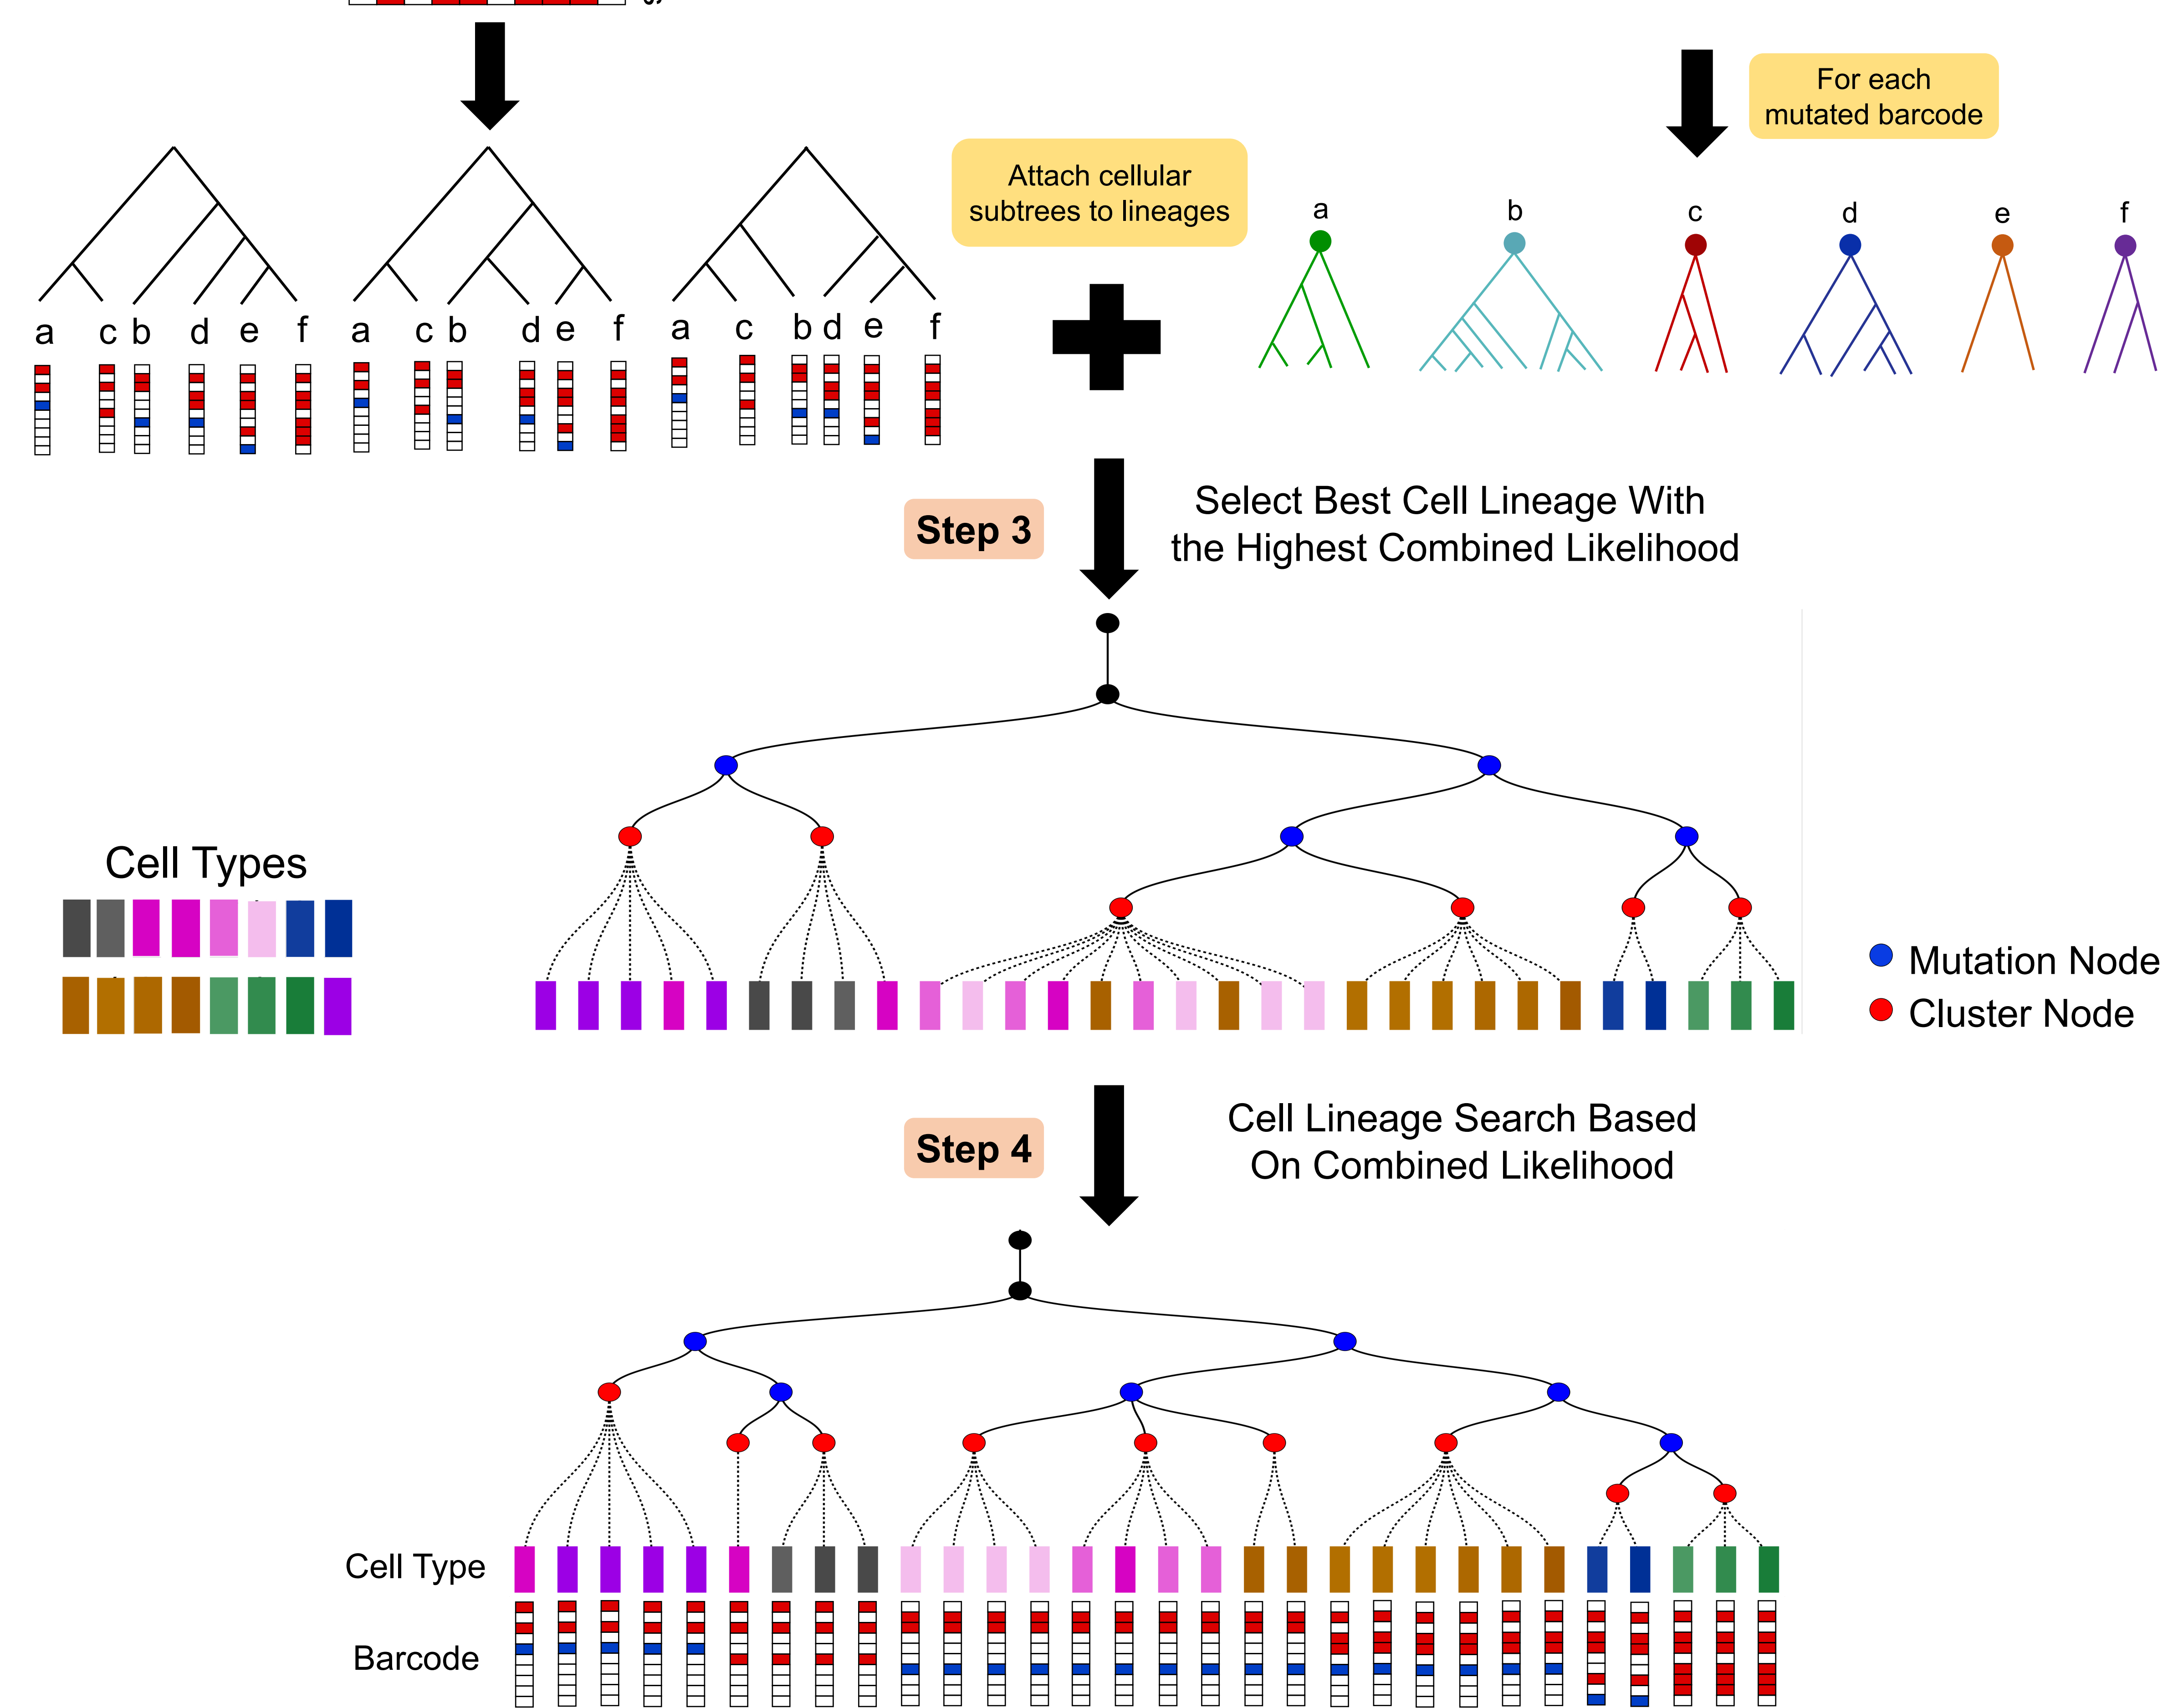 For each
mutated barcode
Attach cellular
subtrees to lineages
a b c d e f
a c b d e f a c b d e f a c b d e f
Step 3
Select Best Cell Lineage With
the Highest Combined Likelihood
Cell Types
Mutation Node
Cluster Node
Step 4
Cell Lineage Search Based
On Combined Likelihood
Cell Type
Barcode